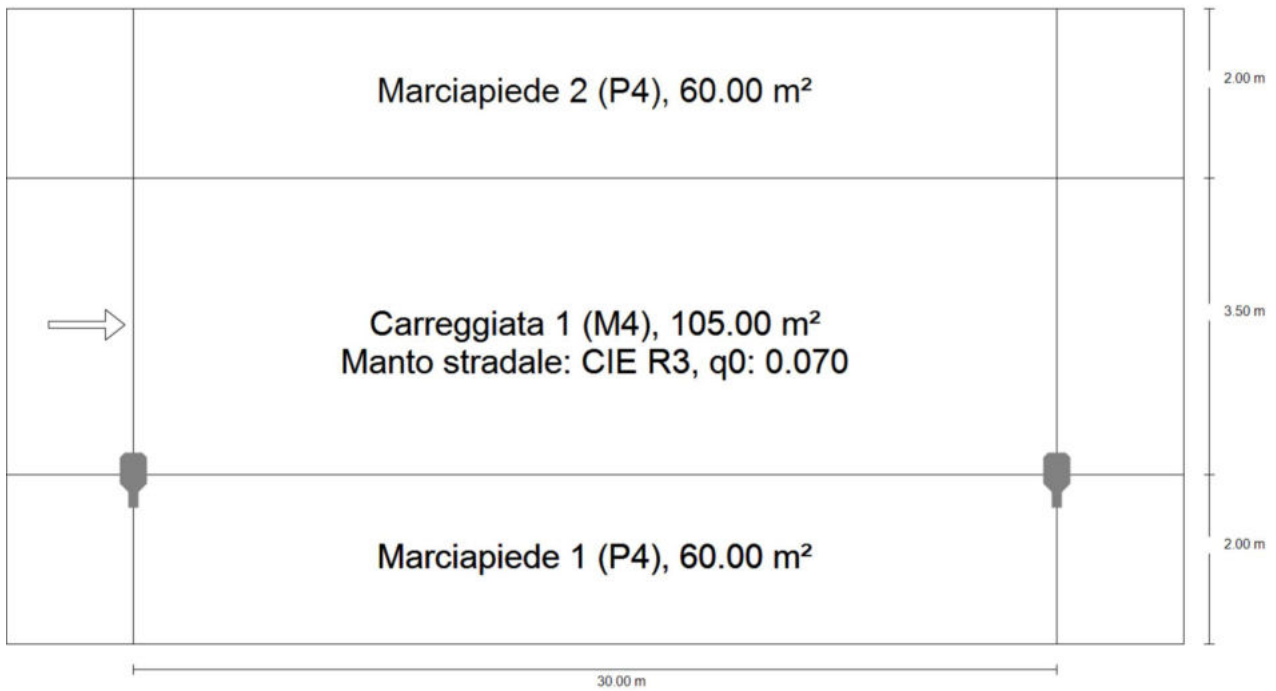 Marciapiede 2 (P4), 60.00 m²
2.00 m
Carreggiata 1 (M4), 105.00 m²
Manto stradale: CIE R3, q0: 0.070
3.50 m
Marciapiede 1 (P4), 60.00 m²
2.00 m
30.00 m